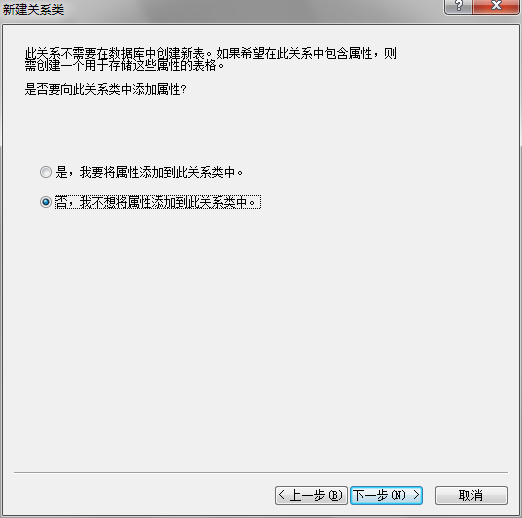 新建关系类
?
此关系不需要在数据库中创建新表。如果希望在此关系中包含属性，则
需创建一个用于存储这些属性的表格。
是否要向此关系类中添加属性?
是，我要将属性添加到此关系类中。
否，我不想将属性添加到此关系类中。
< 上一步(B) 下一步(N) > 取消